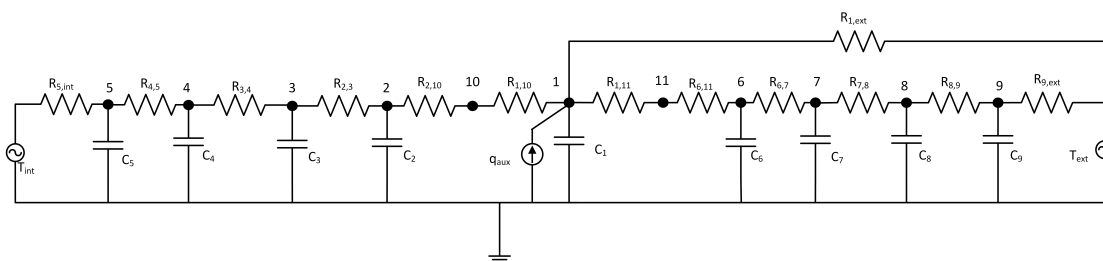 R1,ext
R5,int
5
R4,5
4
R3,4
3
R2,3
2
R2,10
10
R1,10
1
R1,11
11
R6,11
6
R6,7
7
R7,8
8
R8,9
9
R9,ext
Tint
C5
C4
C3
C2
qaux
C1
C6
C7
C8
C9
Text